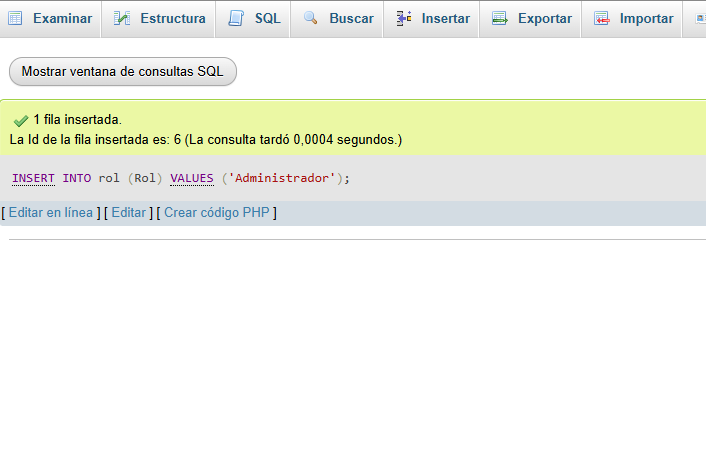 Examinar Estructura SQL Buscar Insertar Exportar Importar
Mostrar ventana de consultas SQL
1 fila insertada.
La Id de la fila insertada es: 6 (La consulta tardó 0,0004 segundos.)
INSERT INTO rol (Rol) VALUES ('Administrador');
[ Editar en línea ] [ Editar ] [ Crear código PHP ]